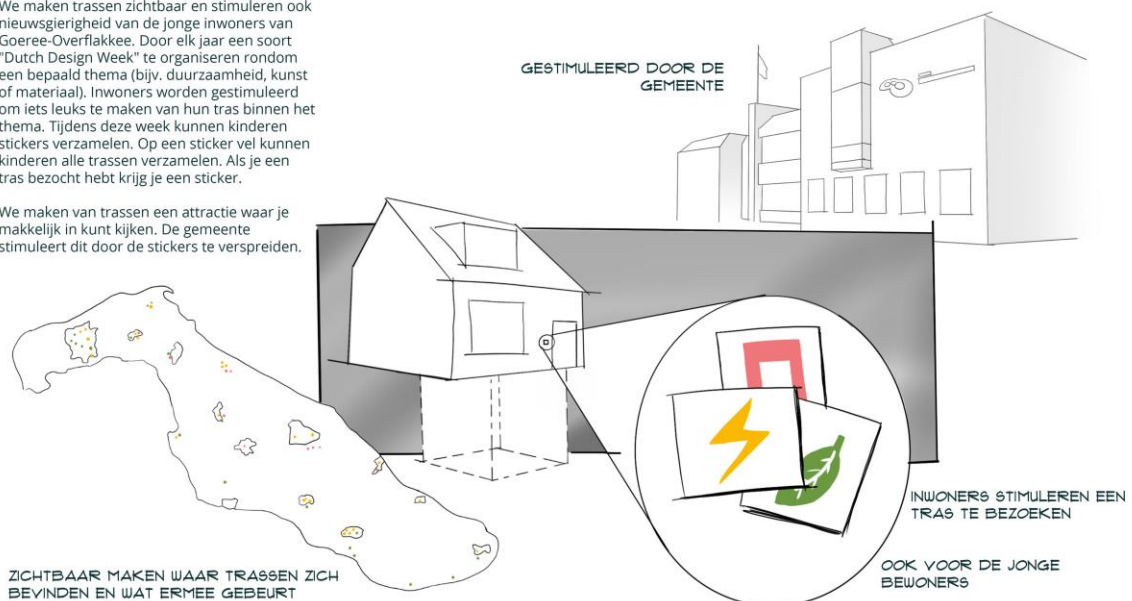 We maken trassen zichtbaar en stimuleren ook
nieuwsgierigheid van de jonge inwoners van
Goeree-Overflakkee. Door elk jaar een soort
"Dutch Design Week" te organiseren rondom
een bepaald thema (bijv. duurzaamheid, kunst
of materiaal). Inwoners worden gestimuleerd
om iets leuks te maken van hun tras binnen het
thema. Tijdens deze week kunnen kinderen
stickers verzamelen. Op een sticker vel kunnen
kinderen alle trassen verzamelen. Als je een
tras bezocht hebt krijg je een sticker.
We maken van trassen een attractie waar je
makkelijk in kunt kijken. De gemeente
stimuleert dit door de stickers te verspreiden.
GESTIMULEERD DOOR DE
GEMEENTE
INWONERS STIMULEREN EEN
TRAS TE BEZOEKEN
OOK VOOR DE JONGE
BEWONERS
ZICHTBAAR MAKEN WAAR TRASSEN ZICH
BEVINDEN EN WAT ERMEE GEBEURT